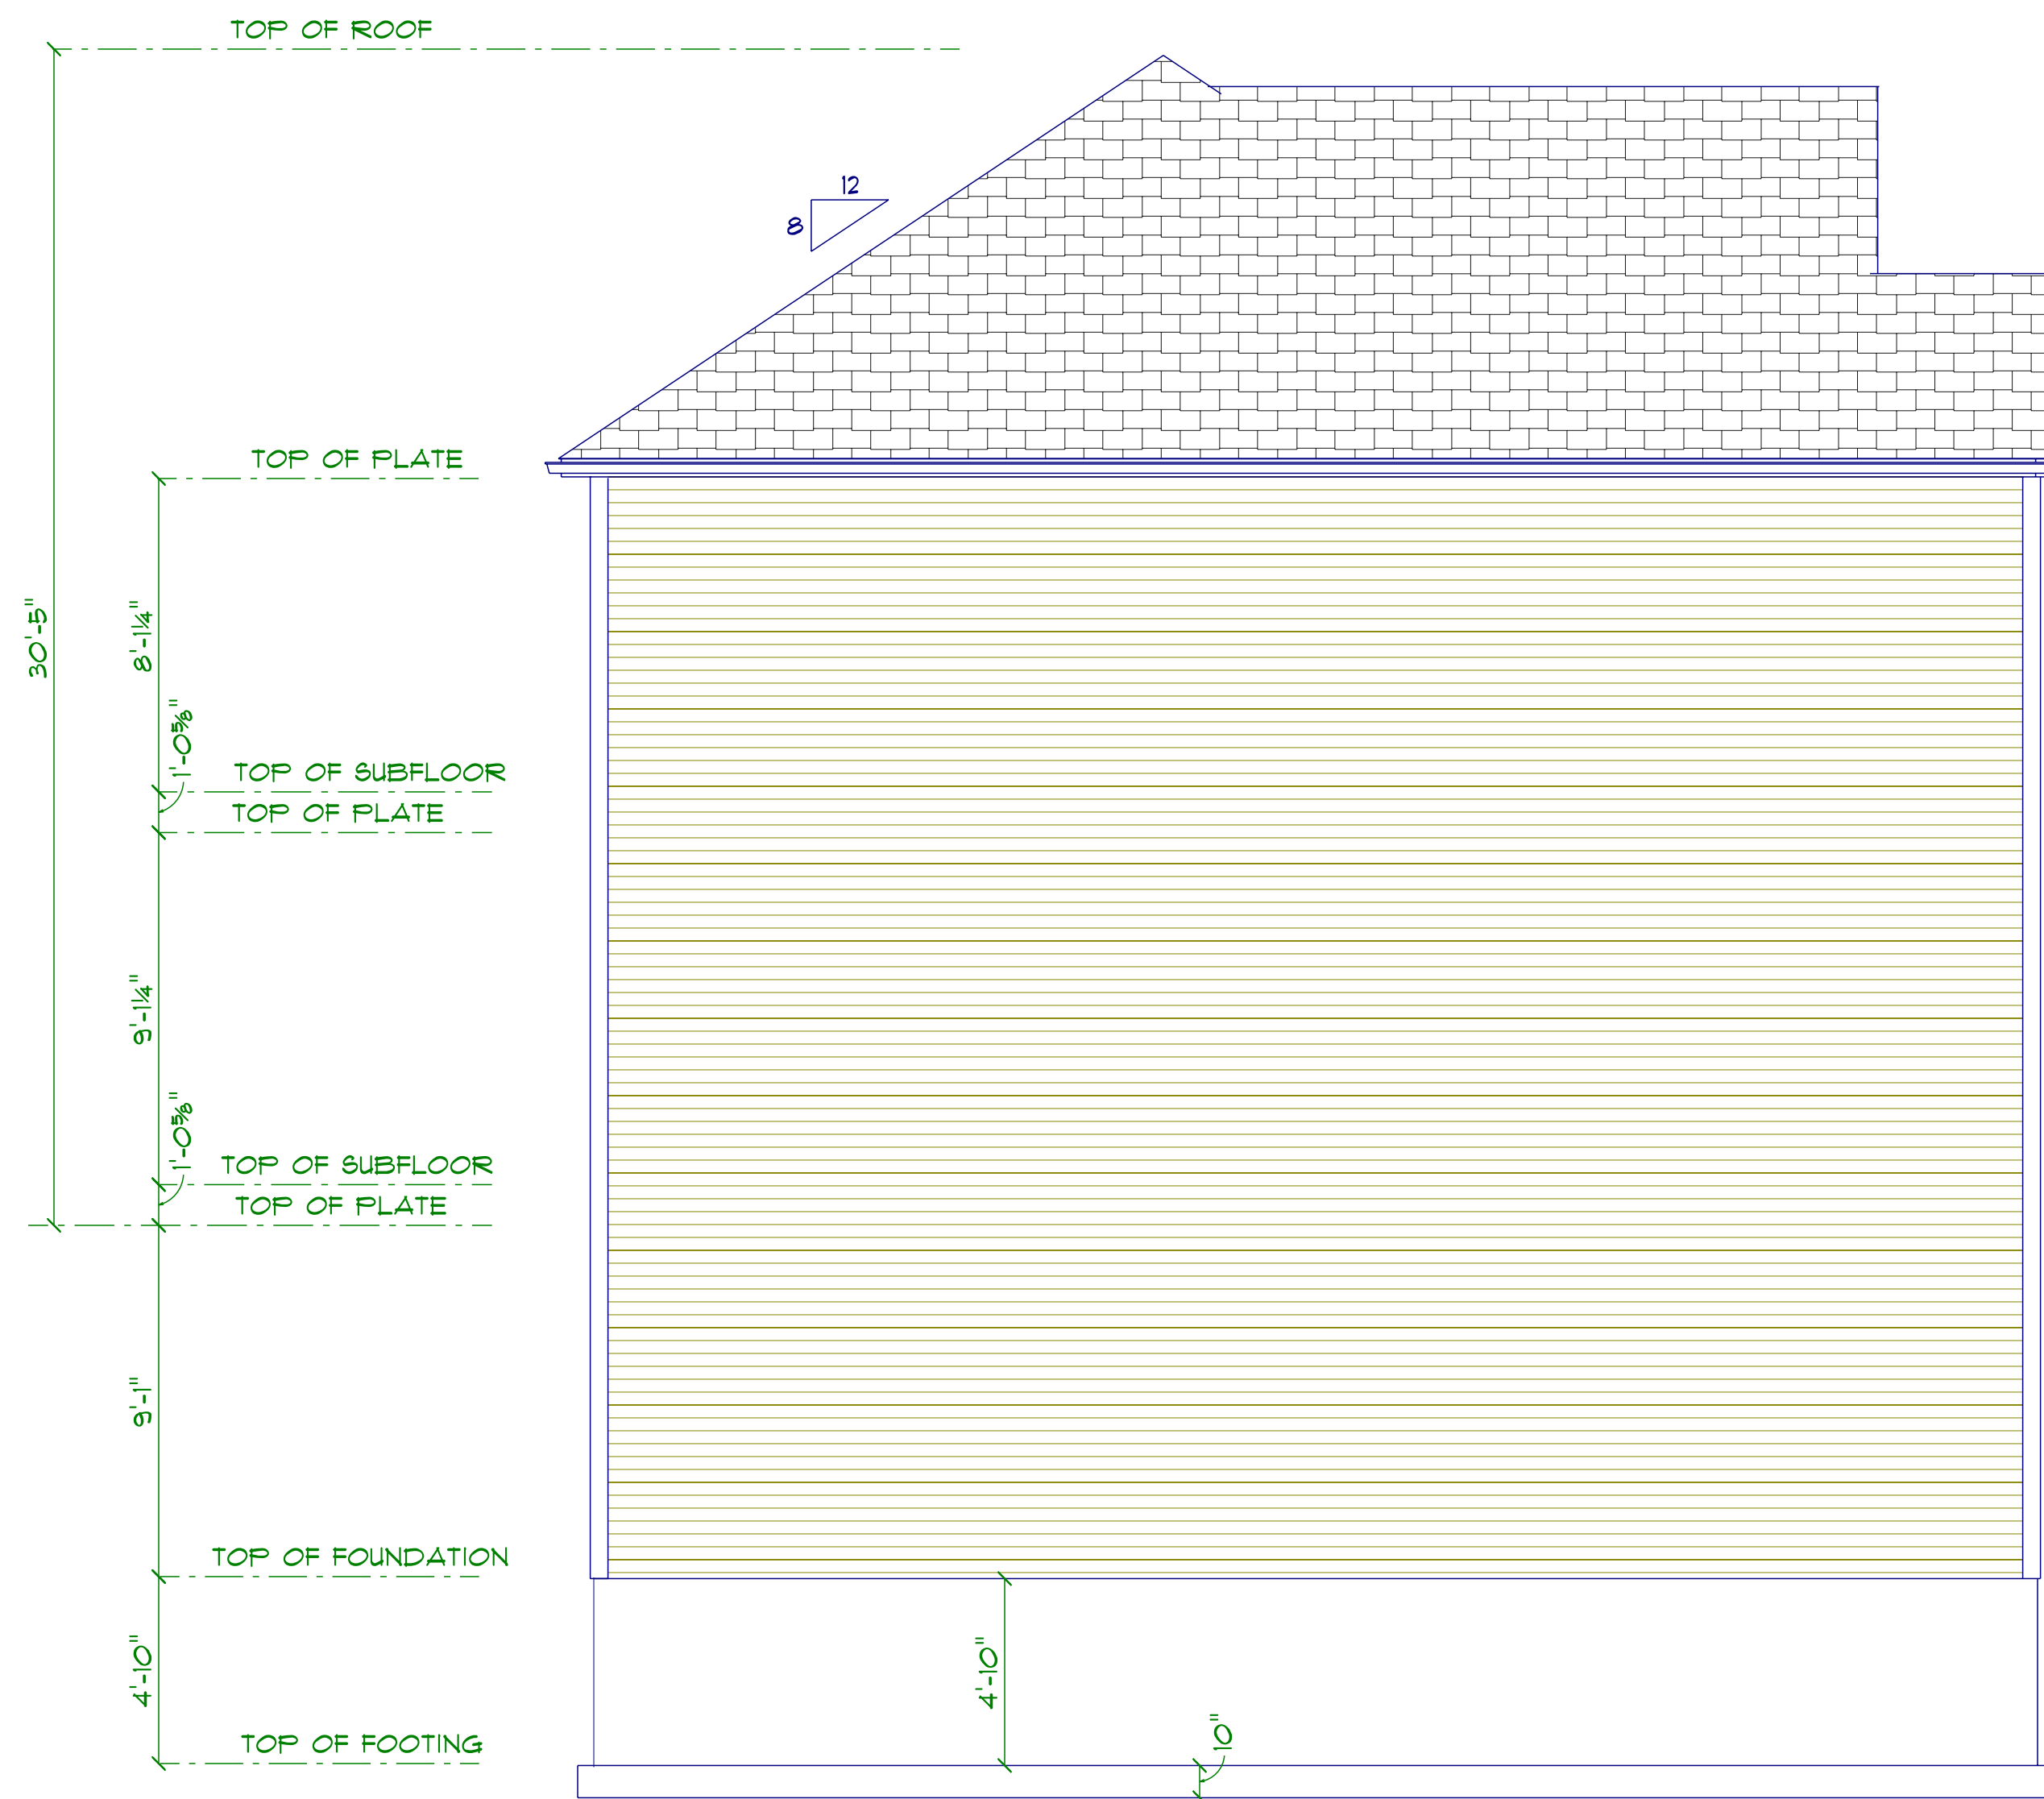 TOP OF ROOF
12
8
TOP OF PLATE
30'-5"
8'-1¼"
1'-0⅝"
TOP OF SUBFLOOR
TOP OF PLATE
9'-1¼"
1'-0⅝"
TOP OF SUBFLOOR
TOP OF PLATE
9'-1"
TOP OF FOUNDATION
4'-10"
4'-10"
10"
TOP OF FOOTING